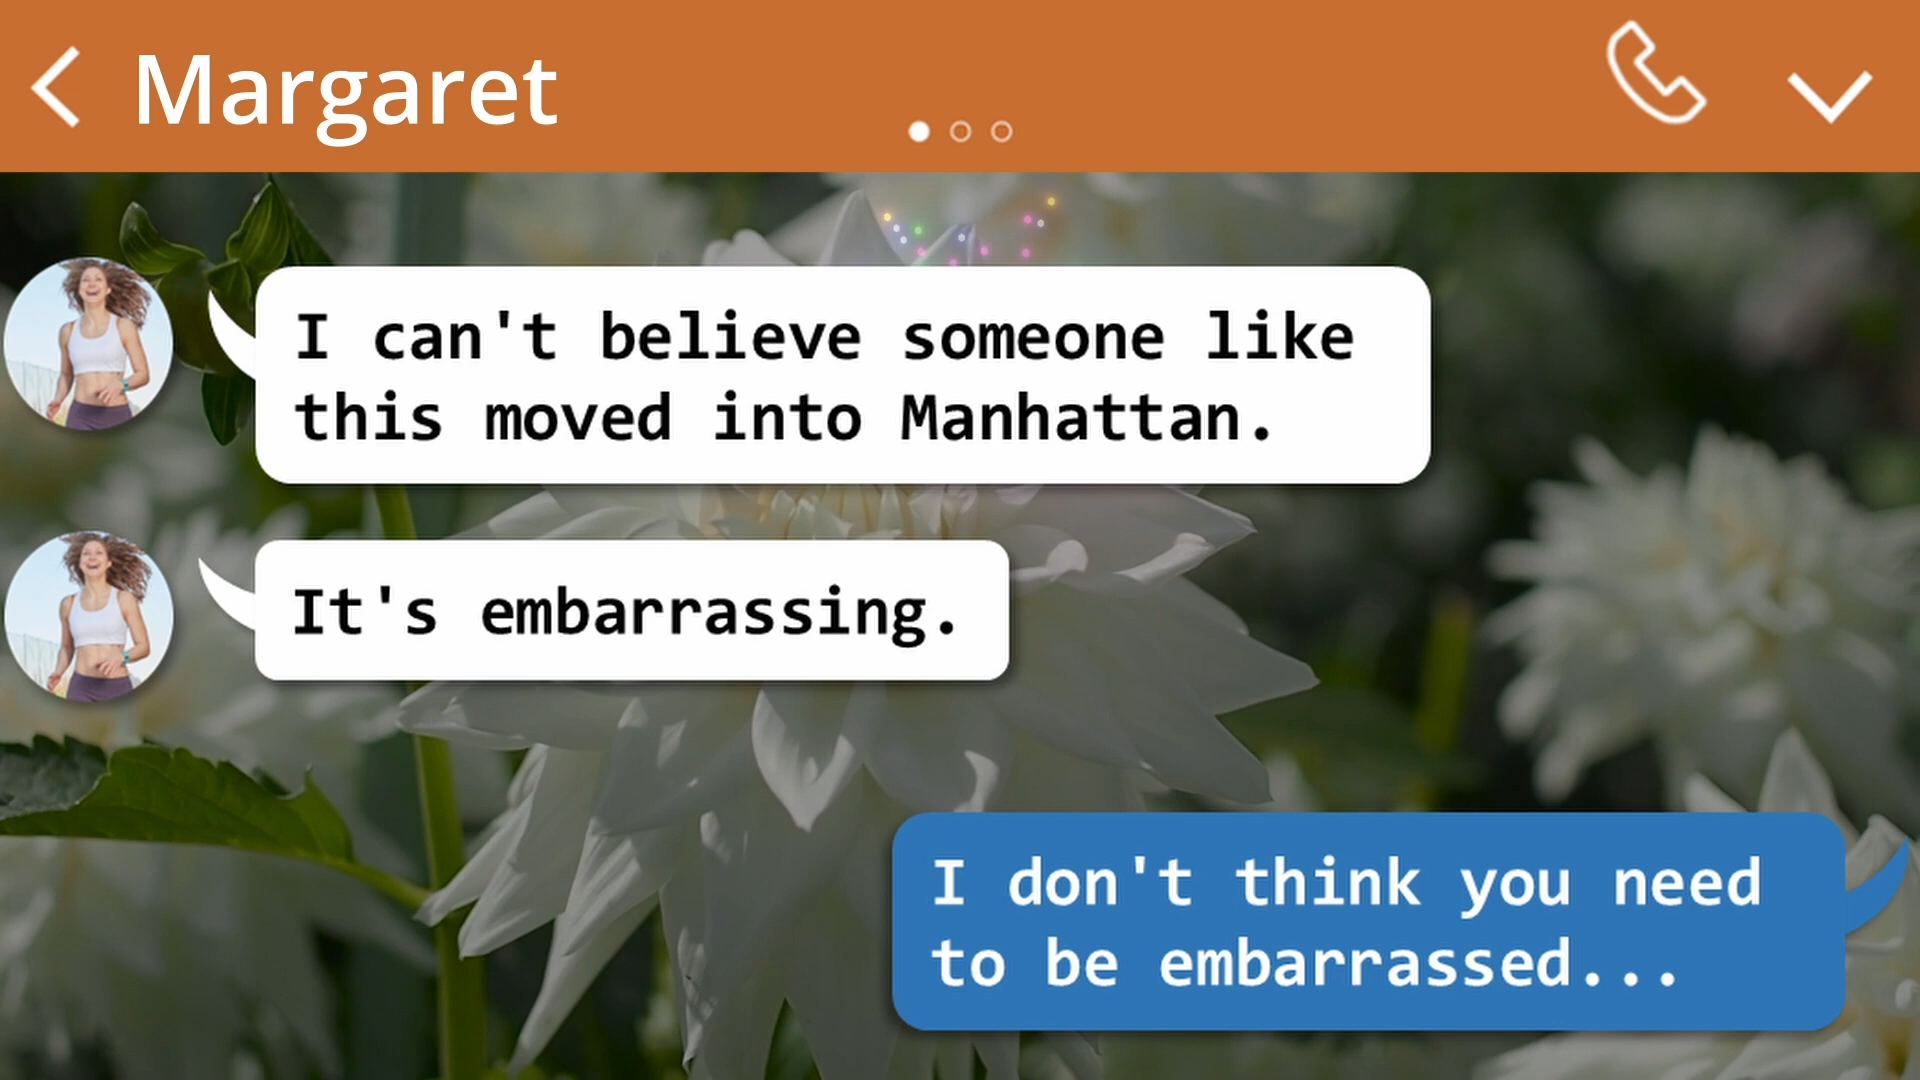 Margaret
I can't believe someone like
this moved into Manhattan.
It's embarrassing.
I don't think you need
to be embarrassed...